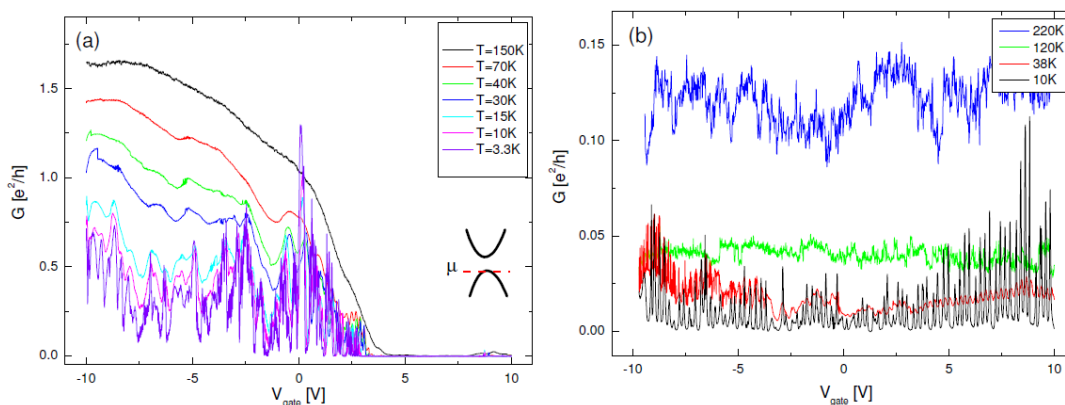 (a)
T=150K
T=70K
T=40K
T=30K
T=15K
T=10K
T=3.3K
G [e²/h]
1.5
1.0
0.5
0.0
μ
-10
-5
0
5
10
V_gate [V]
(b)
220K
120K
38K
10K
G [e²/h]
0.15
0.10
0.05
0.00
-10
-5
0
5
10
V_gate [V]